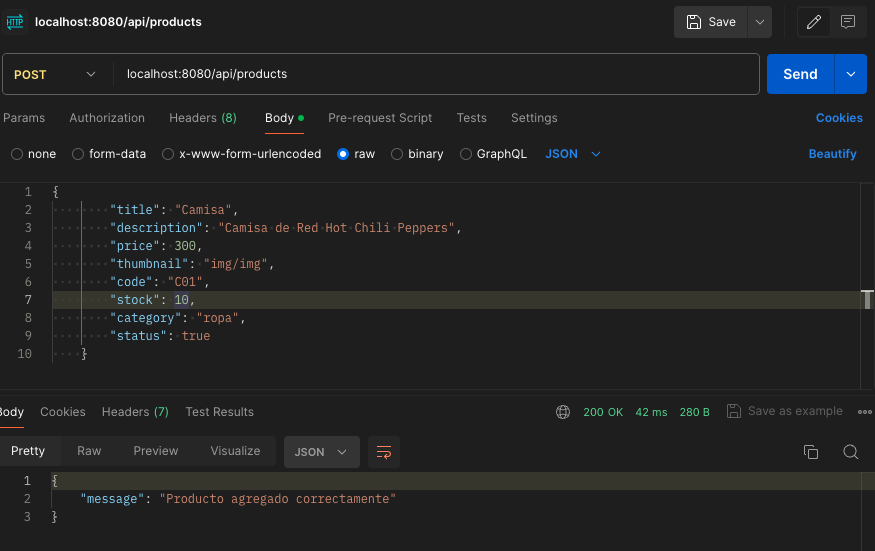 HTTP localhost:8080/api/products Save
POST localhost:8080/api/products Send
Params Authorization Headers (8) Body Pre-request Script Tests Settings Cookies
none form-data x-www-form-urlencoded raw binary GraphQL JSON Beautify
1 {
2 "title": "Camisa",
3 "description": "Camisa de Red Hot Chili Peppers",
4 "price": 300,
5 "thumbnail": "img/img",
6 "code": "C01",
7 "stock": 10,
8 "category": "ropa",
9 "status": true
10 }
Body Cookies Headers (7) Test Results 200 OK 42 ms 280 B Save as example
Pretty Raw Preview Visualize JSON
1 {
2 "message": "Producto agregado correctamente"
3 }